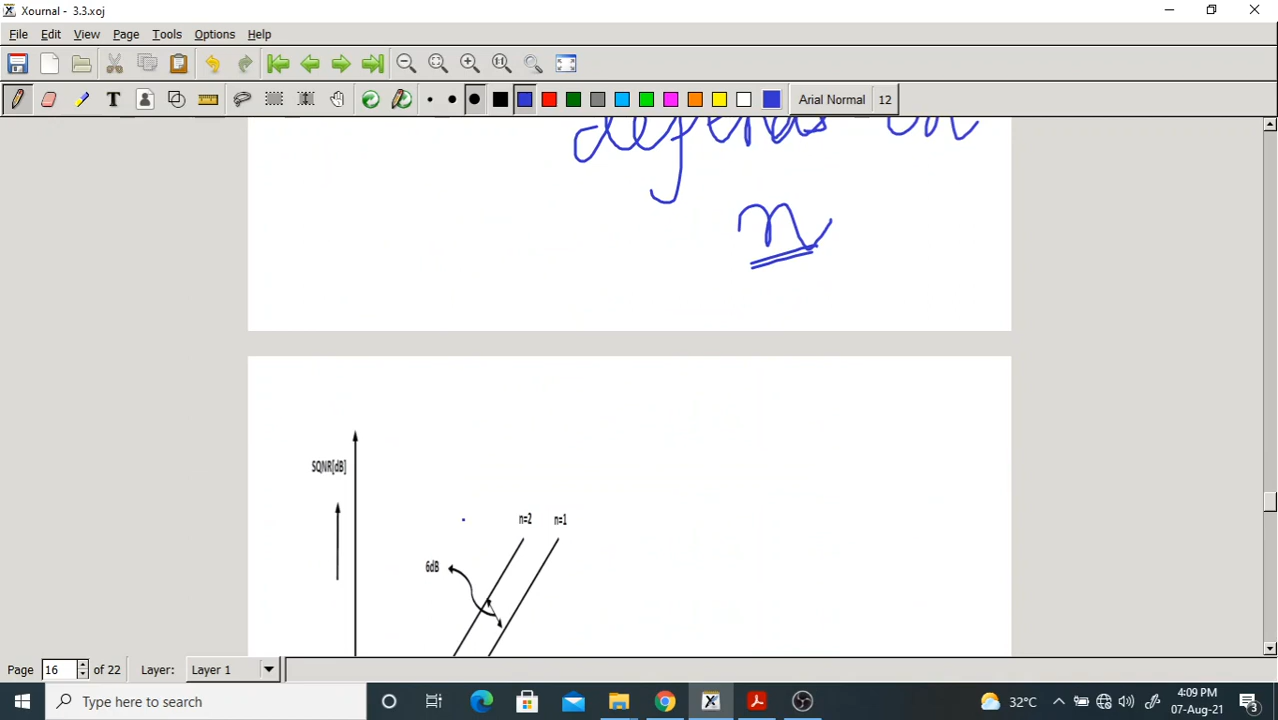 Xournal - 3.3.xoj
File Edit View Page Tools Options Help
Arial Normal 12
depends on
n
SQNR[dB]
n=2 n=1
6dB
Page 16 of 22 Layer: Layer 1
Type here to search
32°C
4:09 PM
07-Aug-21
3